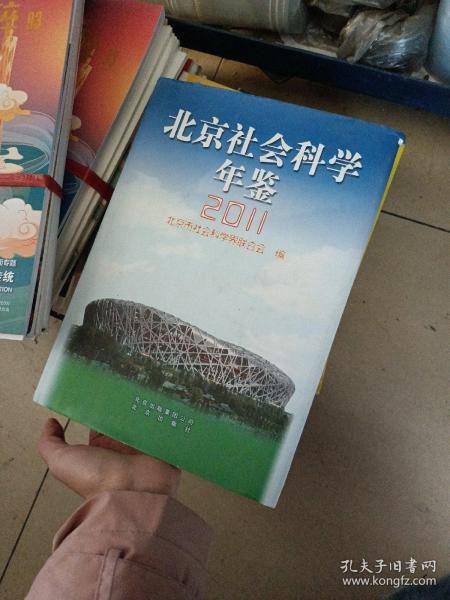 北京社会科学
年鉴
2011
北京市社会科学界联合会 编
北京出版集团公司
北京出版社
孔夫子旧书网
www.kongfz.com